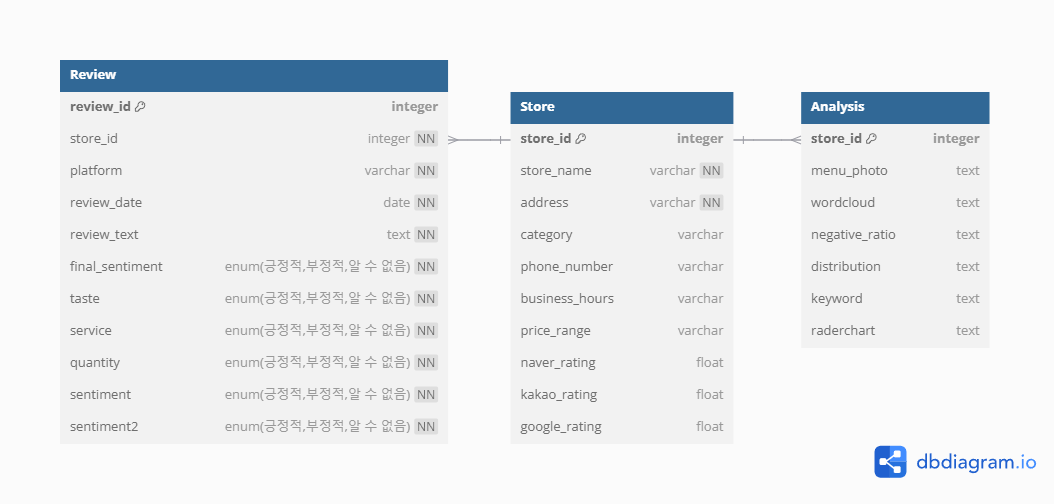 Review
review_id integer
store_id integer NN
platform varchar NN
review_date date NN
review_text text NN
final_sentiment enum(긍정적,부정적,알 수 없음) NN
taste enum(긍정적,부정적,알 수 없음) NN
service enum(긍정적,부정적,알 수 없음) NN
quantity enum(긍정적,부정적,알 수 없음) NN
sentiment enum(긍정적,부정적,알 수 없음) NN
sentiment2 enum(긍정적,부정적,알 수 없음) NN
Store
store_id integer
store_name varchar NN
address varchar NN
category varchar
phone_number varchar
business_hours varchar
price_range varchar
naver_rating float
kakao_rating float
google_rating float
Analysis
store_id integer
menu_photo text
wordcloud text
negative_ratio text
distribution text
keyword text
raderchart text
dbdiagram.io